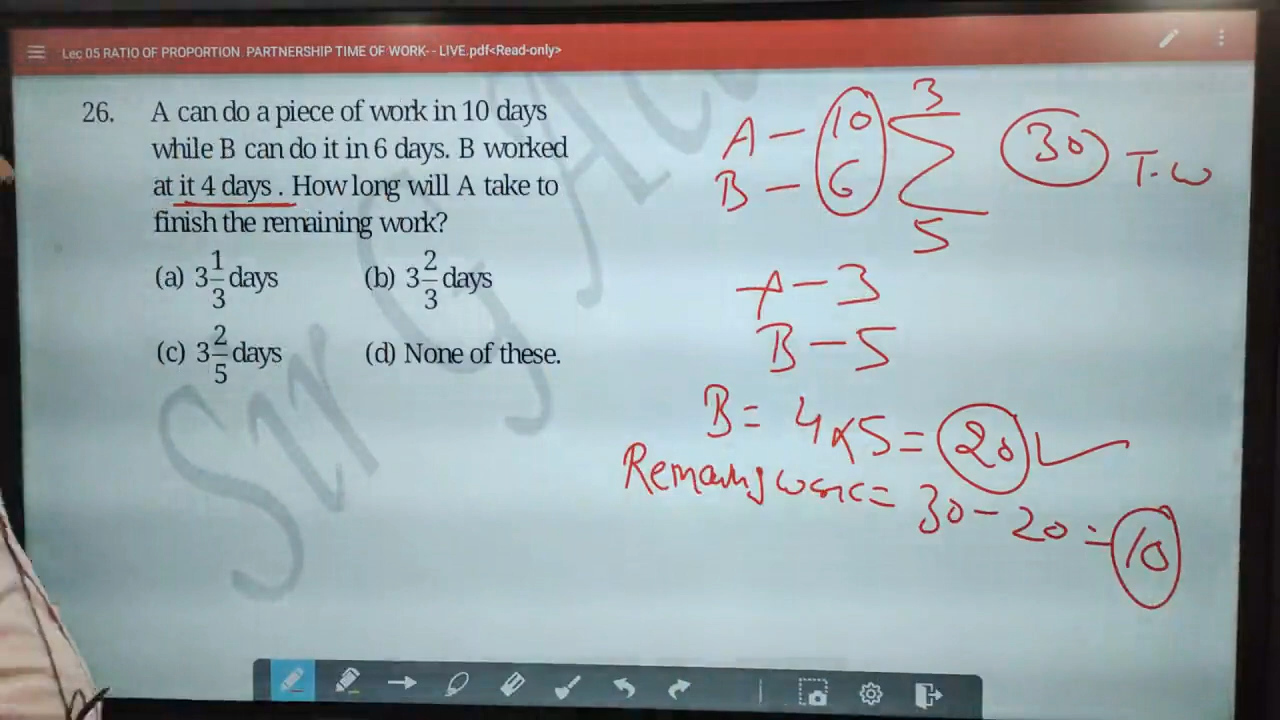 Lec 05 RATIO OF PROPORTION PARTNERSHIP TIME OF WORK- - LIVE.pdf<Read-only>
26. A can do a piece of work in 10 days
while B can do it in 6 days. B worked
at it 4 days . How long will A take to
finish the remaining work?
(a) 3 1/3 days (b) 3 2/3 days
(c) 3 2/5 days (d) None of these.
Sir G
A - 10 3
B - 6 5
30 T.W
A - 3
B - 5
B = 4 x 5 = 20
Remaing work = 30 - 20 = 10